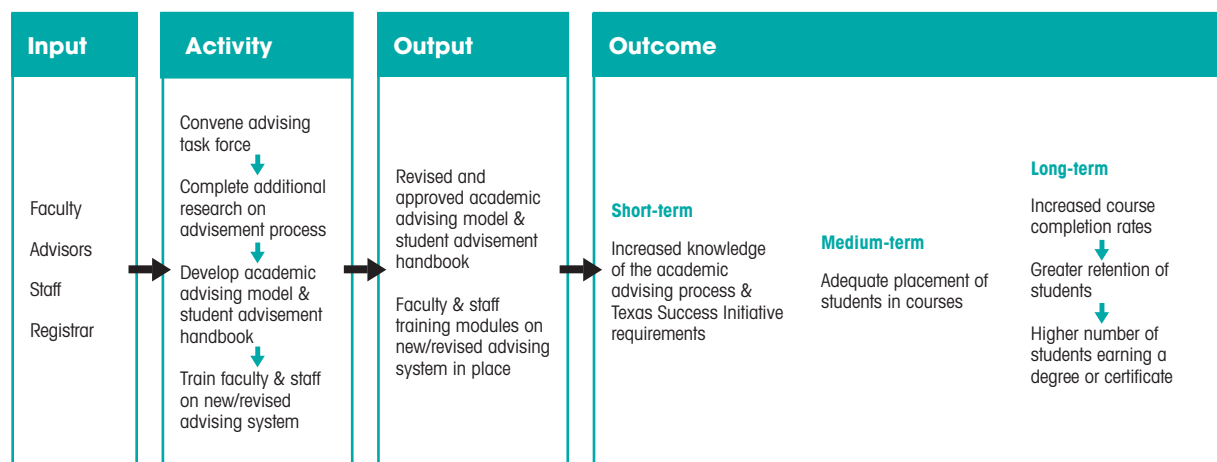 Input
Activity
Output
Outcome
Faculty
Advisors
Staff
Registrar
Convene advising
task force
Complete additional
research on
advisement process
Develop academic
advising model &
student advisement
handbook
Train faculty & staff
on new/revised
advising system
Revised and
approved academic
advising model &
student advisement
handbook
Faculty & staff
training modules on
new/revised advising
system in place
Short-term
Increased knowledge
of the academic
advising process &
Texas Success Initiative
requirements
Medium-term
Adequate placement of
students in courses
Long-term
Increased course
completion rates
Greater retention of
students
Higher number of
students earning a
degree or certificate